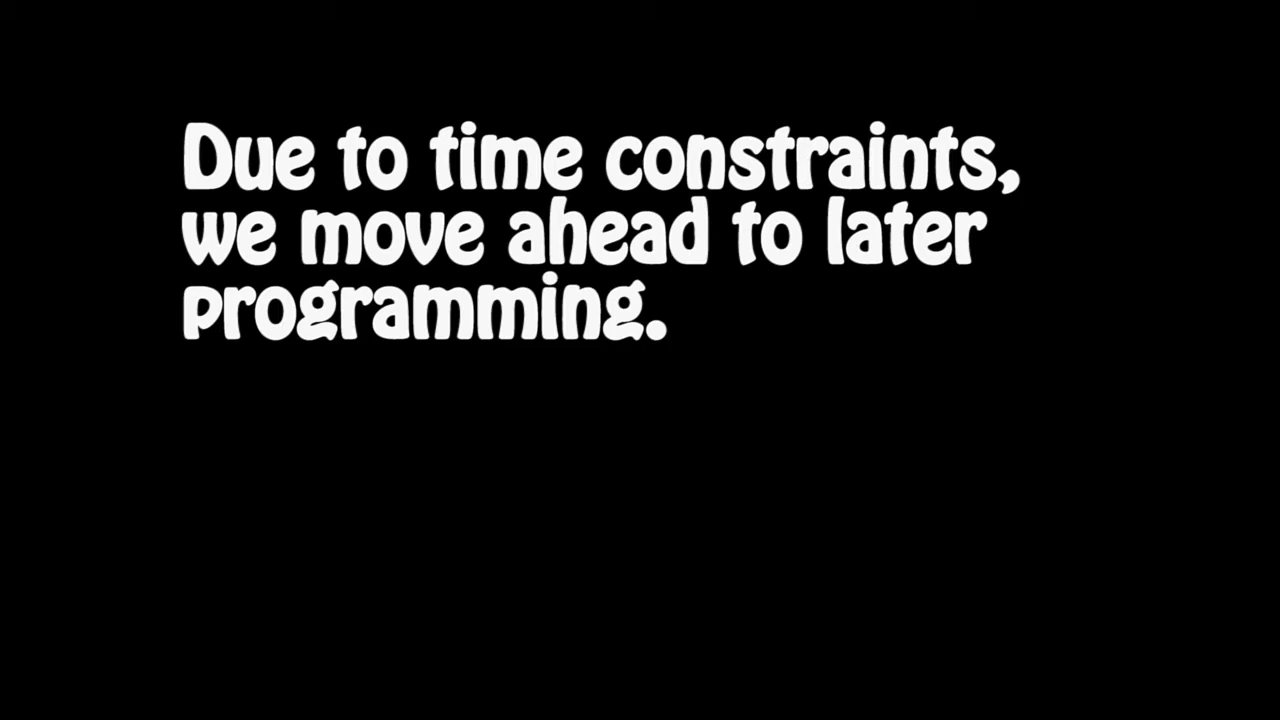 Due to time constraints,
we move ahead to later
programming.